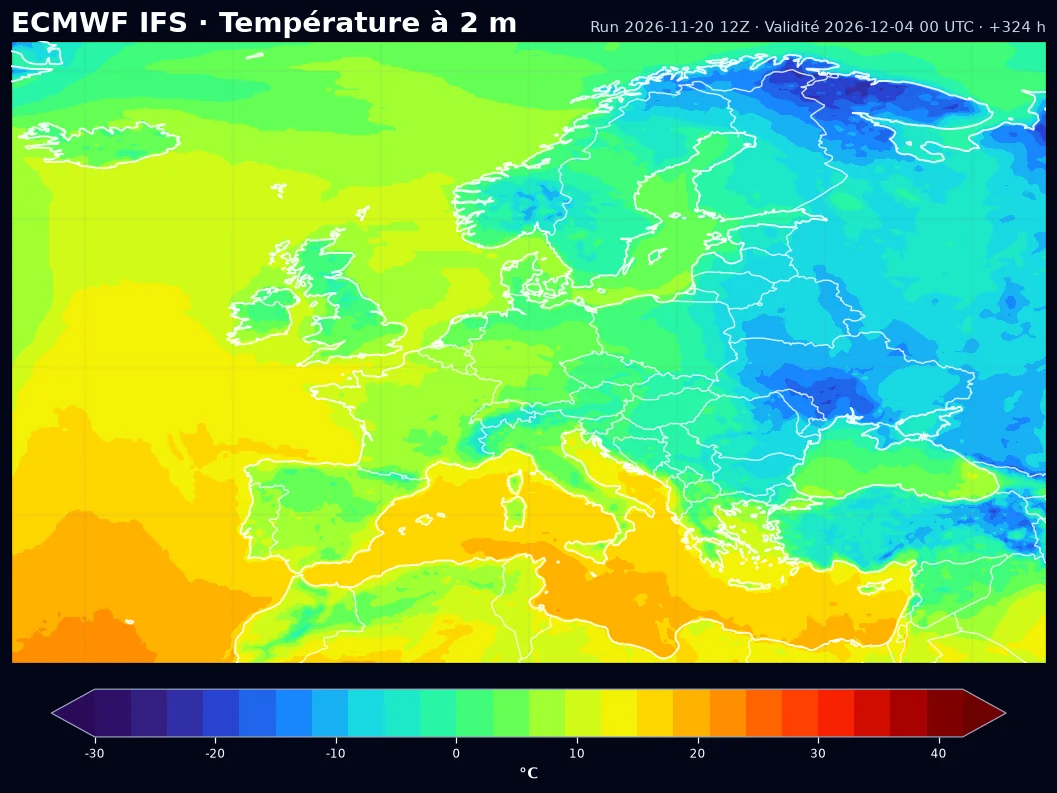 ECMWF IFS · Température à 2 m
Run 2026-11-20 12Z · Validité 2026-12-04 00 UTC · +324 h
-30 -20 -10 0 10 20 30 40
°C